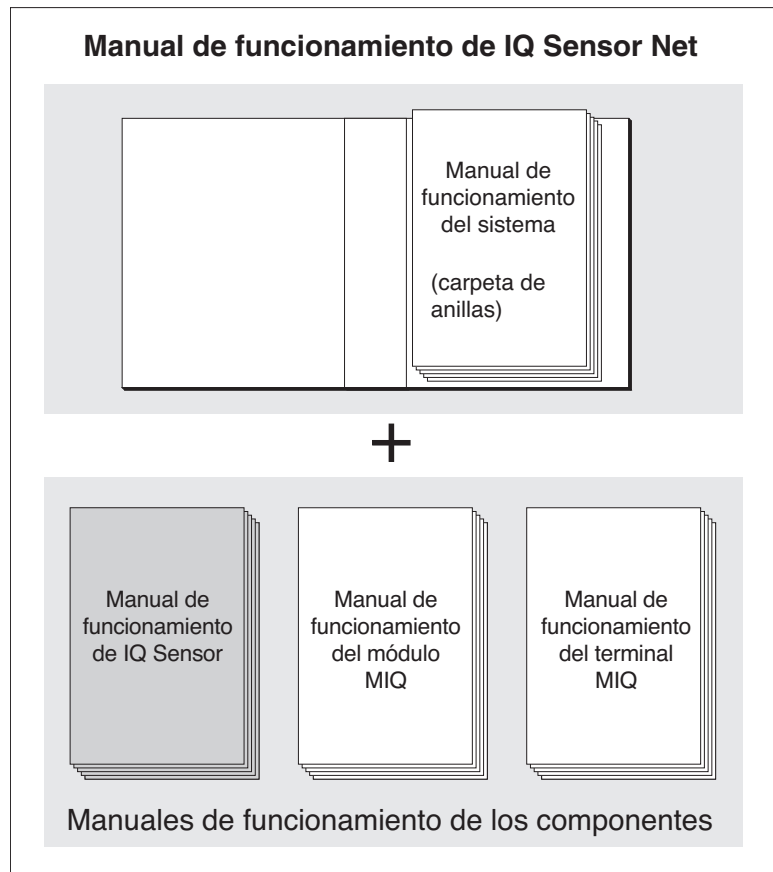 Manual de funcionamiento de IQ Sensor Net
Manual de
funcionamiento
del sistema
(carpeta de
anillas)
+
Manual de
funcionamiento
de IQ Sensor
Manual de
funcionamiento
del módulo
MIQ
Manual de
funcionamiento
del terminal
MIQ
Manuales de funcionamiento de los componentes